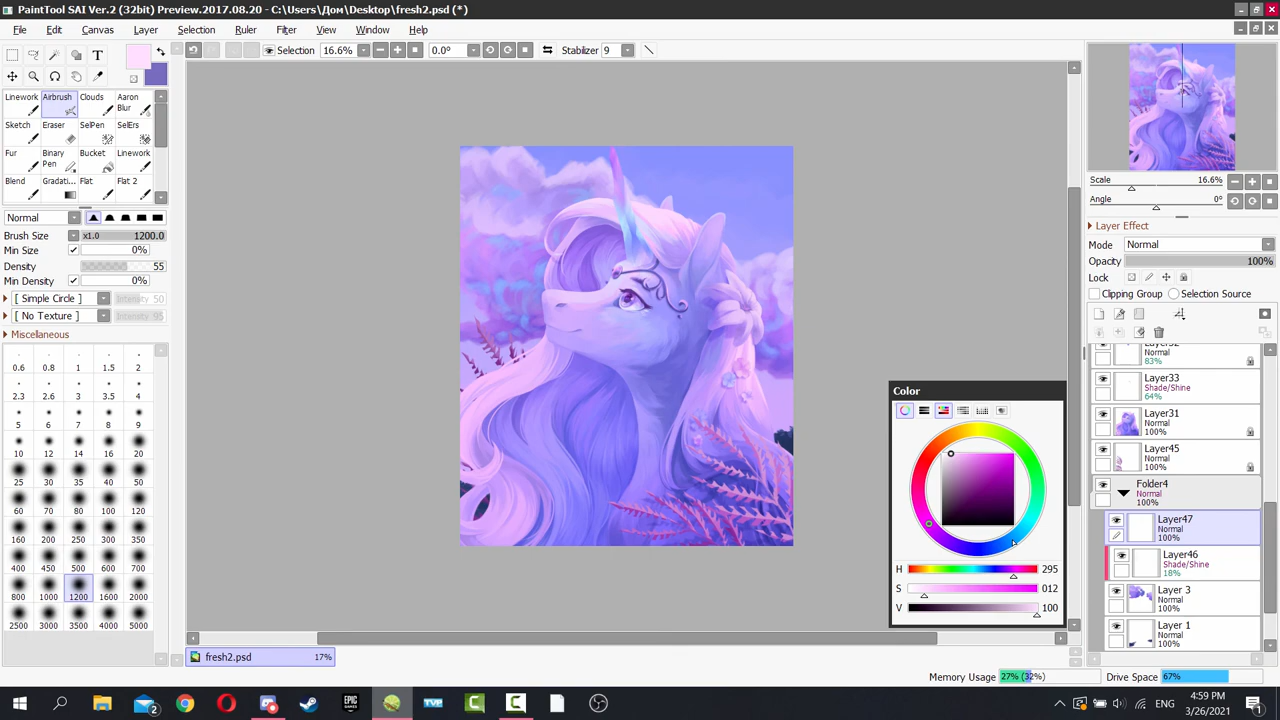 PaintTool SAI Ver.2 (32bit) Preview.2017.08.20 - C:\Users\Дом\Desktop\fresh2.psd (*)
File Edit Canvas Layer Selection Ruler Filter View Window Help
Selection 16.6% 0.0° Stabilizer 9
Linework Airbrush Clouds Aaron Blur
Sketch Eraser SelPen SelErs
Fur Binary Pen Bucket Linework
Blend Gradati... Flat Flat 2
Normal
Brush Size x1.0 1200.0
Min Size 0%
Density 55
Min Density 0%
[ Simple Circle ] Intensity 50
[ No Texture ] Intensity 95
Miscellaneous
0.6 0.8 1 1.5 2
2.3 2.6 3 3.5 4
5 6 7 8 9
10 12 14 16 20
25 30 35 40 50
60 70 80 100 120
160 200 250 300 350
400 450 500 600 700
800 1000 1200 1600 2000
2500 3000 3500 4000 5000
Color
H 295
S 012
V 100
Scale 16.6%
Angle 0°
Layer Effect
Mode Normal
Opacity 100%
Lock
Clipping Group Selection Source
Normal
83%
Layer33
Shade/Shine
64%
Layer31
Normal
100%
Layer45
Normal
100%
Folder4
Normal
100%
Layer47
Normal
100%
Layer46
Shade/Shine
18%
Layer 3
Normal
100%
Layer 1
Normal
100%
fresh2.psd 17%
Memory Usage 27% (32%) Drive Space 67%
2 EPIC GAMES TVP ENG 4:59 PM
3/26/2021 1